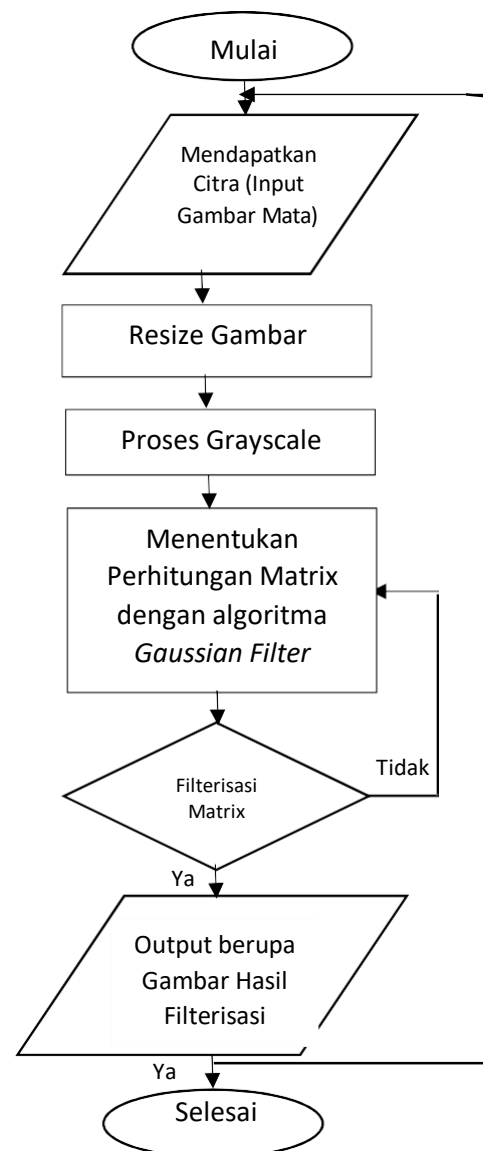 Mulai
Mendapatkan
Citra (Input
Gambar Mata)
Resize Gambar
Proses Grayscale
Menentukan
Perhitungan Matrix
dengan algoritma
Gaussian Filter
Filterisasi
Matrix
Tidak
Ya
Output berupa
Gambar Hasil
Filterisasi
Ya
Selesai